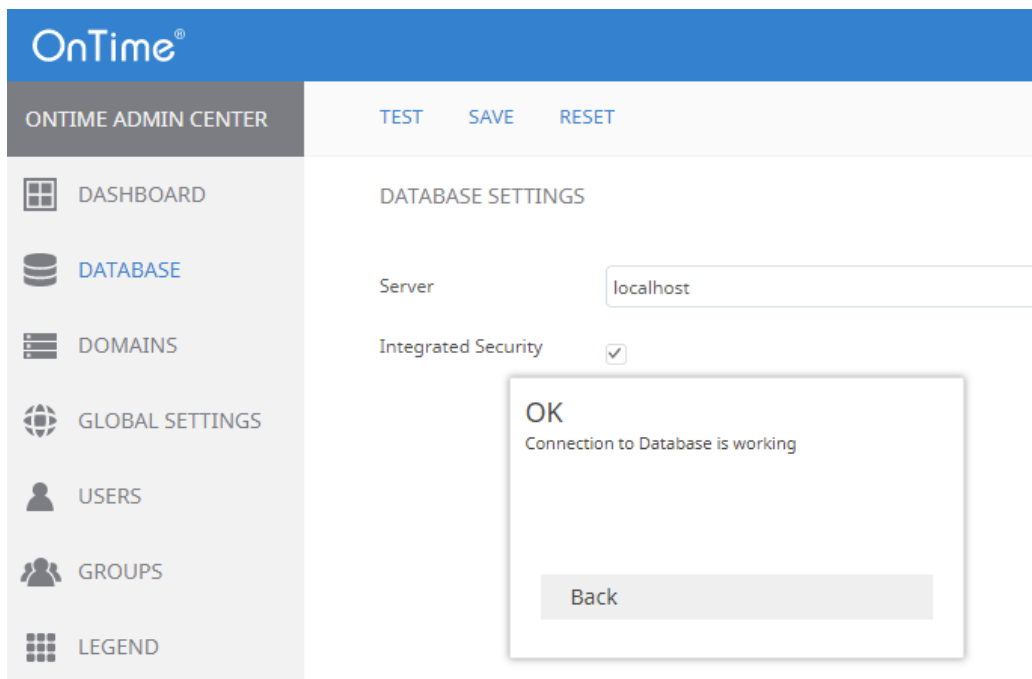 OnTime®
ONTIME ADMIN CENTER
TEST SAVE RESET
DASHBOARD
DATABASE SETTINGS
DATABASE
Server localhost
DOMAINS
Integrated Security
GLOBAL SETTINGS
OK
Connection to Database is working
USERS
GROUPS
Back
LEGEND